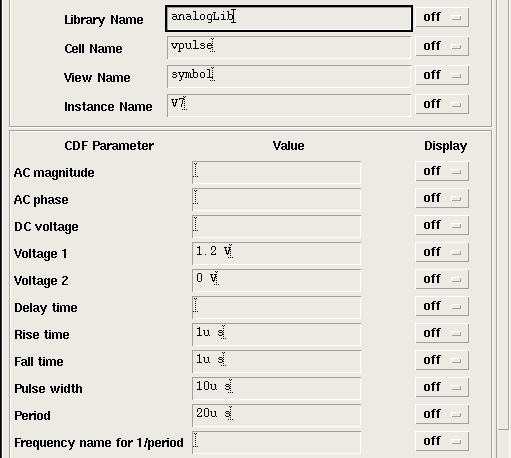 Library Name analogLib off
Cell Name vpulse off
View Name symbol off
Instance Name V7 off
CDF Parameter Value Display
AC magnitude off
AC phase off
DC voltage off
Voltage 1 1.2 V off
Voltage 2 0 V off
Delay time off
Rise time 1u s off
Fall time 1u s off
Pulse width 10u s off
Period 20u s off
Frequency name for 1/period off